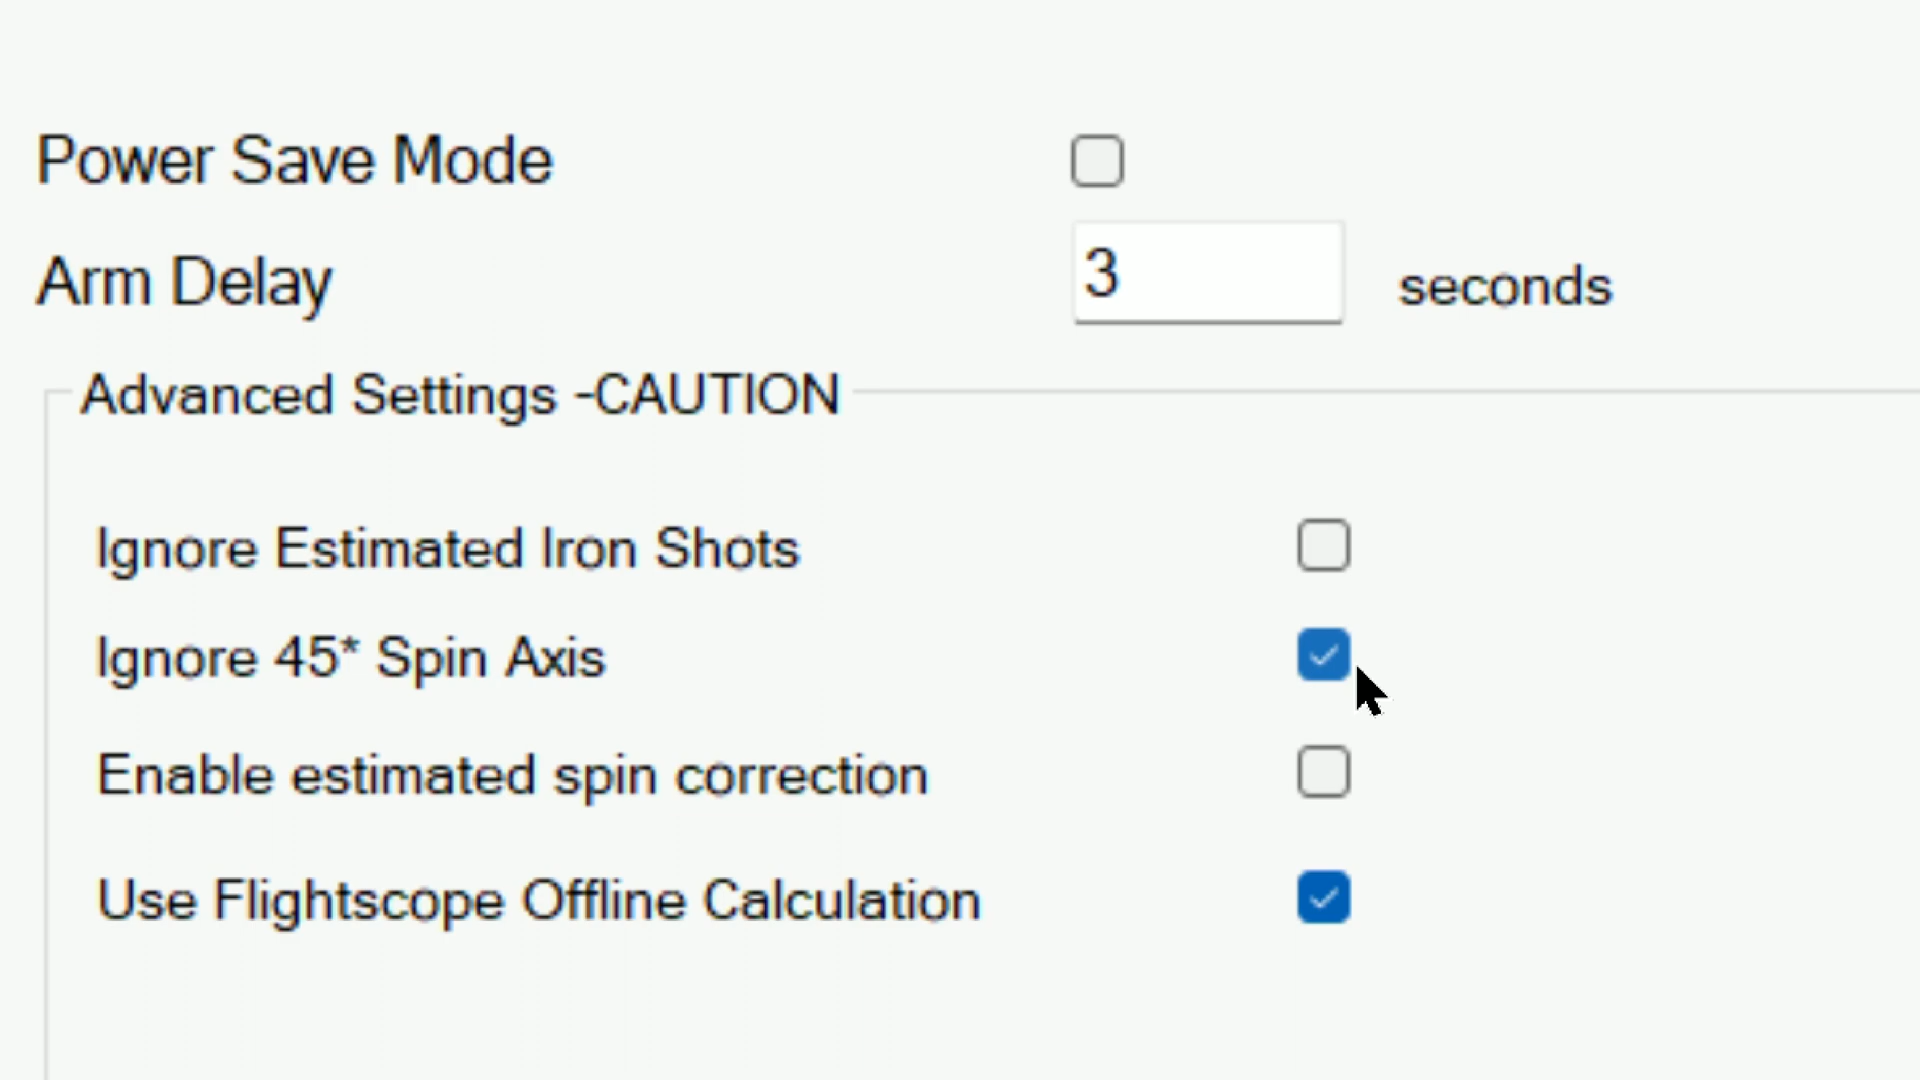 Power Save Mode
Arm Delay 3 seconds
Advanced Settings -CAUTION
Ignore Estimated Iron Shots
Ignore 45* Spin Axis
Enable estimated spin correction
Use Flightscope Offline Calculation